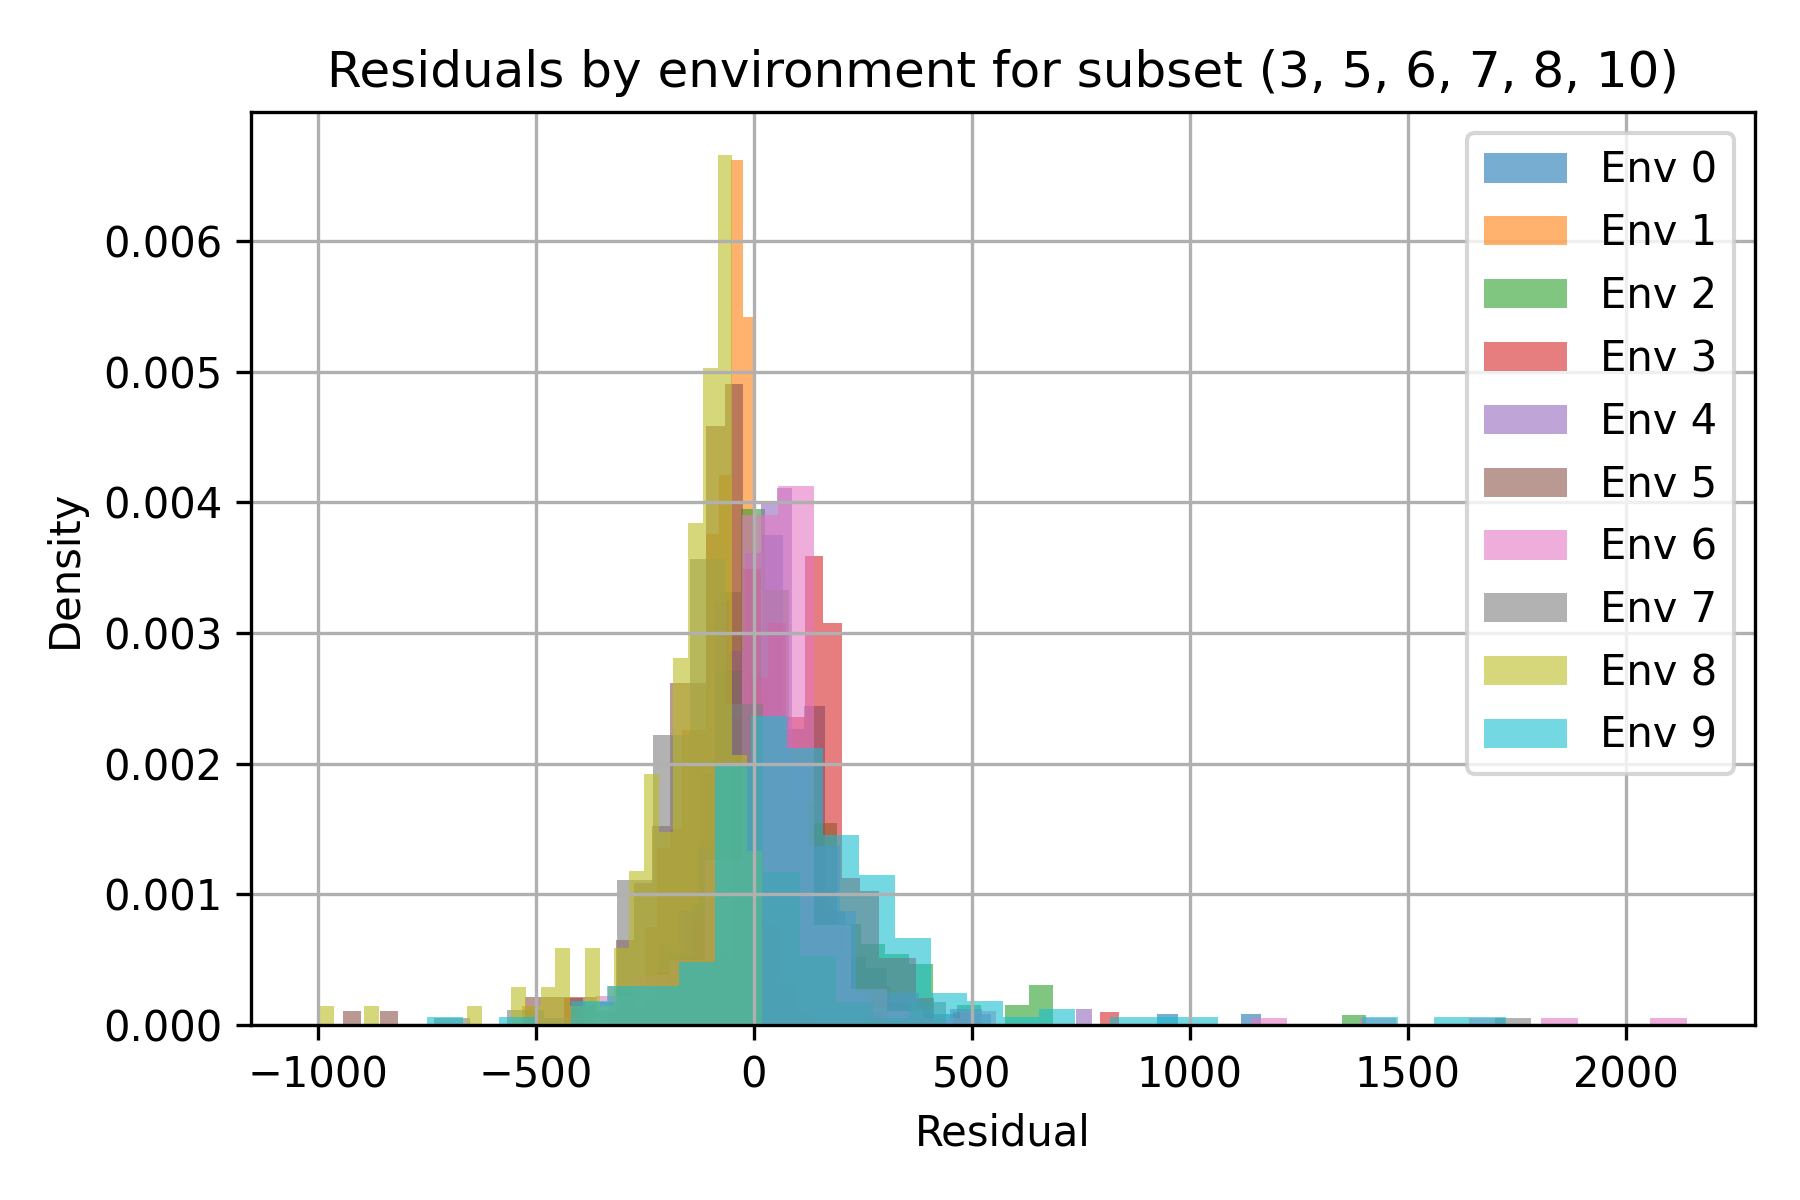 Residuals by environment for subset (3, 5, 6, 7, 8, 10)
Density
0.006
0.005
0.004
0.003
0.002
0.001
0.000
−1000
−500
0
500
1000
1500
2000
Residual
Env 0
Env 1
Env 2
Env 3
Env 4
Env 5
Env 6
Env 7
Env 8
Env 9